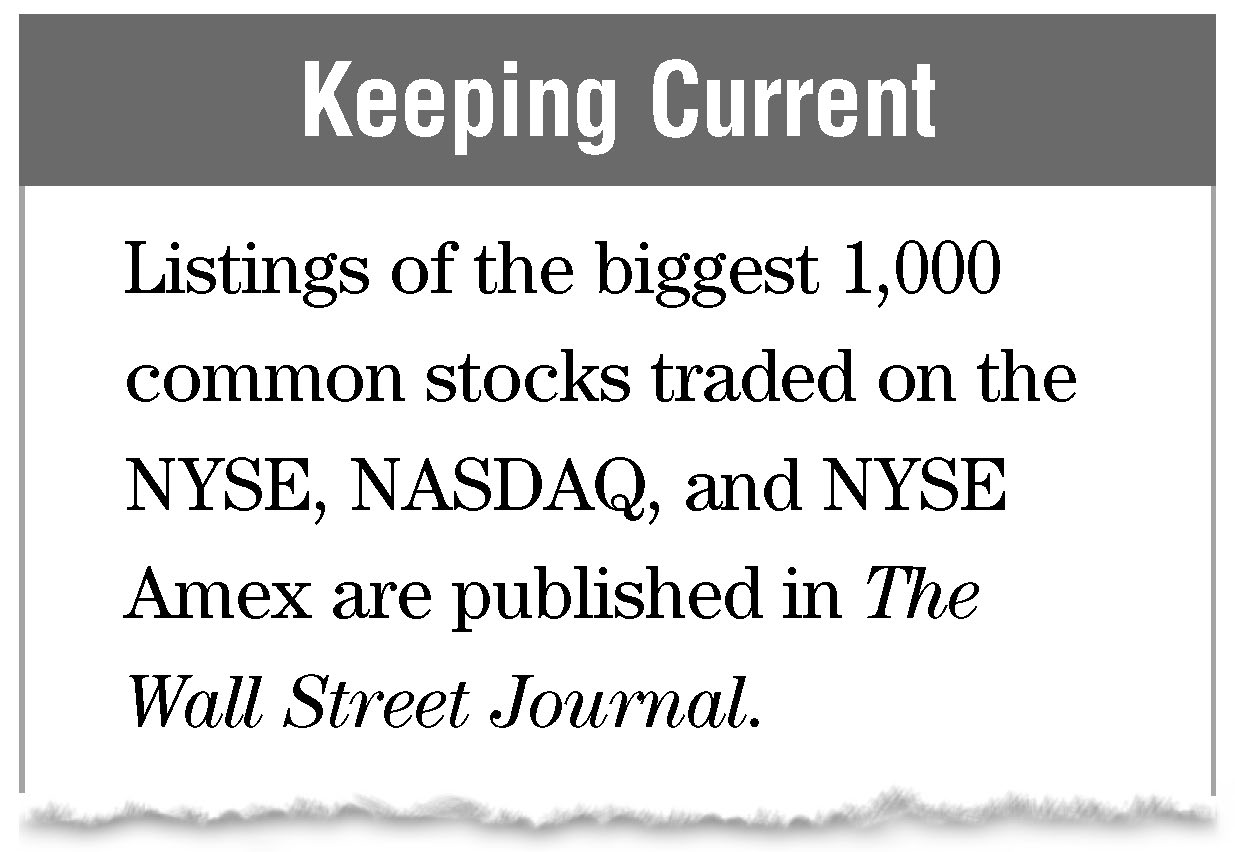 Keeping Current
Listings of the biggest 1,000
common stocks traded on the
NYSE, NASDAQ, and NYSE
Amex are published in The
Wall Street Journal.